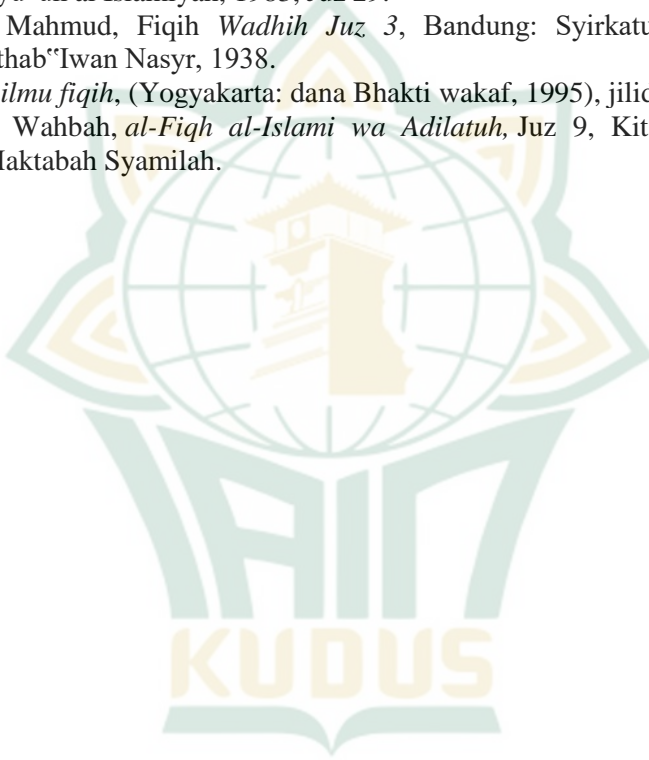 Mahmud, Fiqih Wadhih Juz 3, Bandung: Syirkatu
thab“Iwan Nasyr, 1938.
ilmu fiqih, (Yogyakarta: dana Bhakti wakaf, 1995), jilid
Wahbah, al-Fiqh al-Islami wa Adilatuh, Juz 9, Kit
Maktabah Syamilah.
IAIN
KUDUS